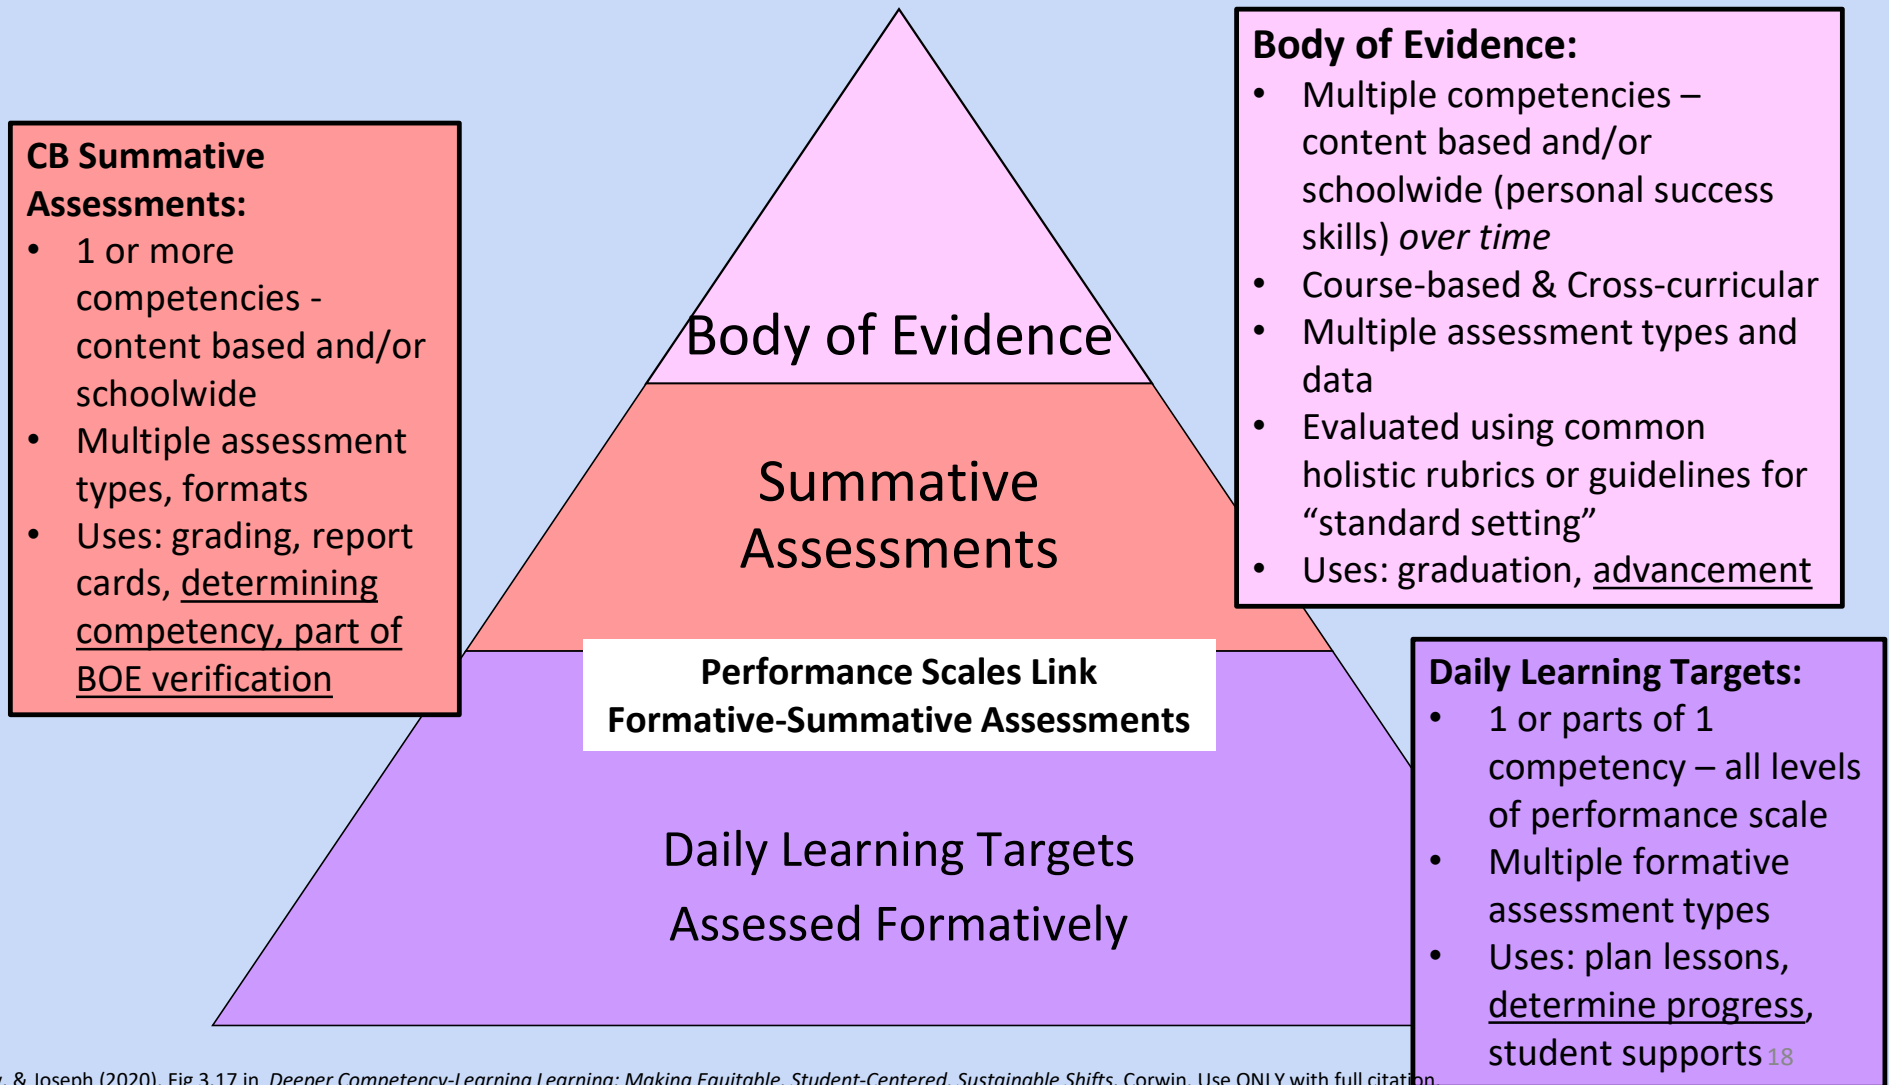 CB Summative
Assessments:
• 1 or more
competencies -
content based and/or
schoolwide
• Multiple assessment
types, formats
• Uses: grading, report
cards, determining
competency, part of
BOE verification
Body of Evidence
Summative
Assessments
Performance Scales Link
Formative-Summative Assessments
Daily Learning Targets
Assessed Formatively
Body of Evidence:
• Multiple competencies –
content based and/or
schoolwide (personal success
skills) over time
• Course-based & Cross-curricular
• Multiple assessment types and
data
• Evaluated using common
holistic rubrics or guidelines for
“standard setting”
• Uses: graduation, advancement
Daily Learning Targets:
• 1 or parts of 1
competency – all levels
of performance scale
• Multiple formative
assessment types
• Uses: plan lessons,
determine progress,
student supports
18
& Joseph (2020). Fig 3.17 in Deeper Competency-Learning Learning: Making Equitable, Student-Centered, Sustainable Shifts. Corwin. Use ONLY with full citation.